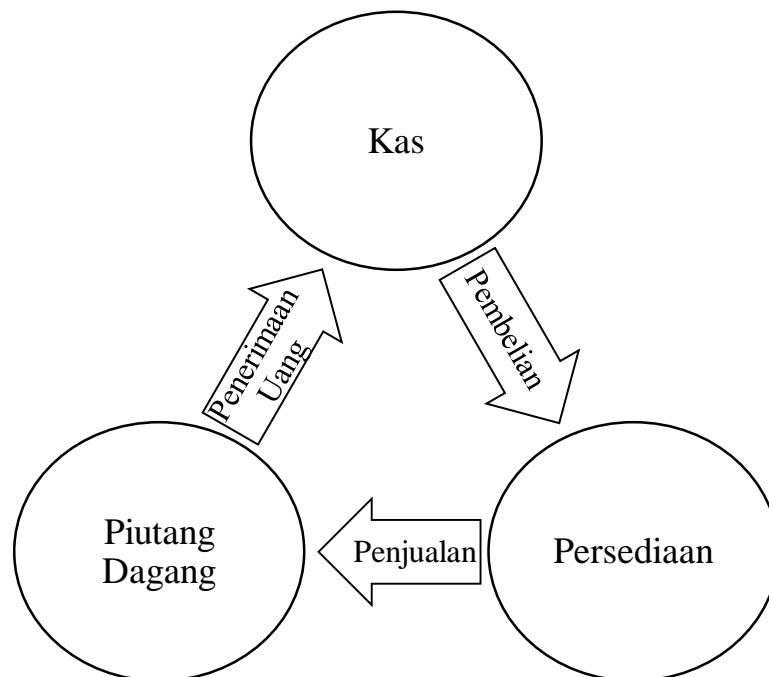 Kas
Pembelian
Penerimaan
Uang
Piutang
Dagang
Penjualan
Persediaan